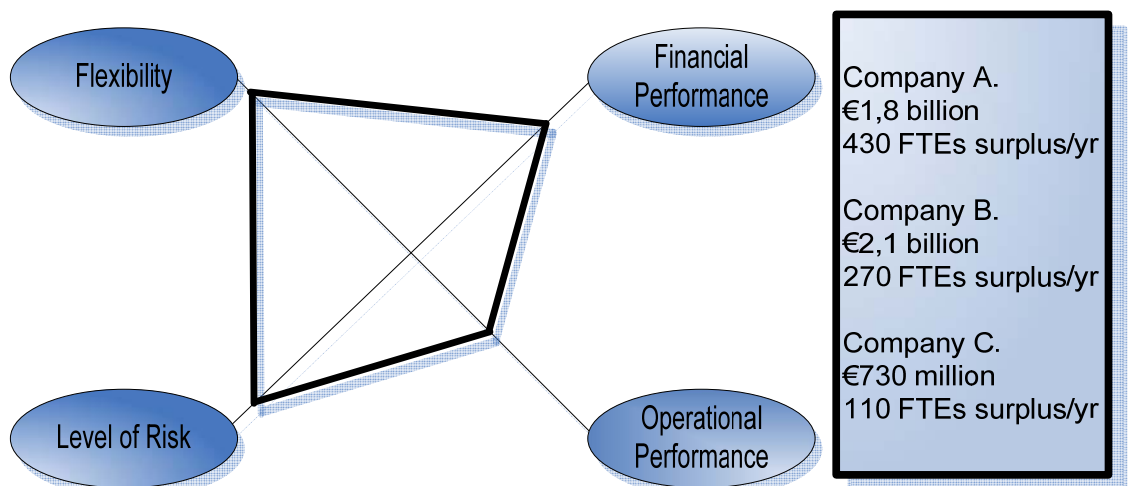 Flexibility
Financial
Performance
Level of Risk
Operational
Performance
Company A.
€1,8 billion
430 FTEs surplus/yr
Company B.
€2,1 billion
270 FTEs surplus/yr
Company C.
€730 million
110 FTEs surplus/yr